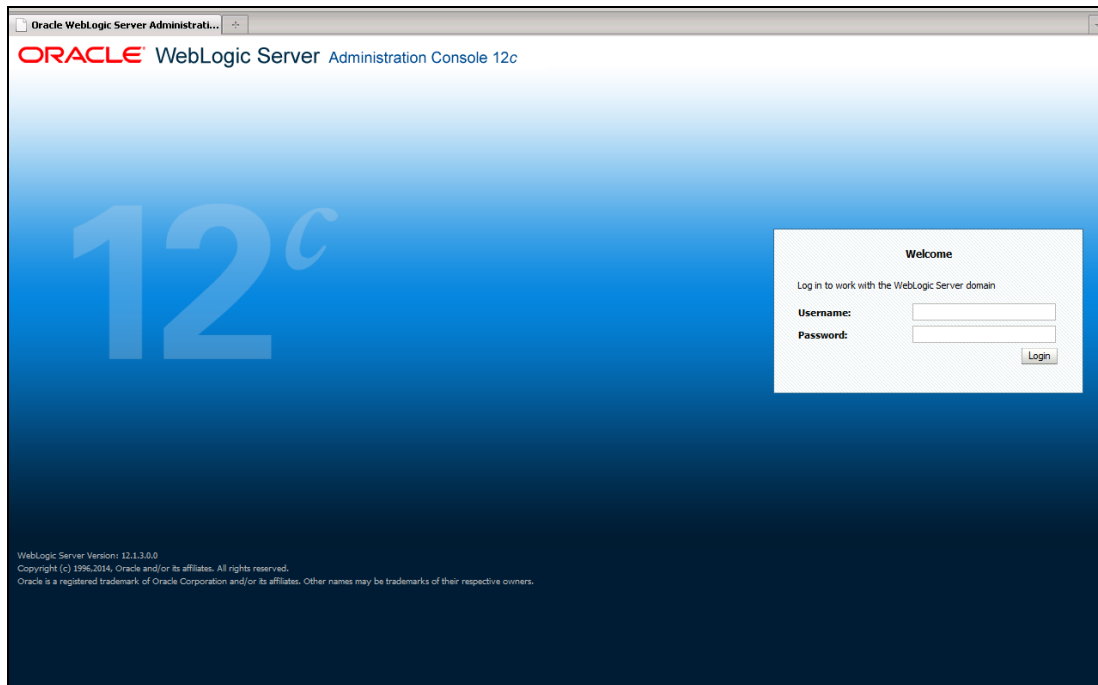 Oracle WebLogic Server Administrati...
ORACLE WebLogic Server Administration Console 12c
12c
Welcome
Log in to work with the WebLogic Server domain
Username:
Password:
Login
WebLogic Server Version: 12.1.3.0.0
Copyright (c) 1996,2014, Oracle and/or its affiliates. All rights reserved.
Oracle is a registered trademark of Oracle Corporation and/or its affiliates. Other names may be trademarks of their respective owners.